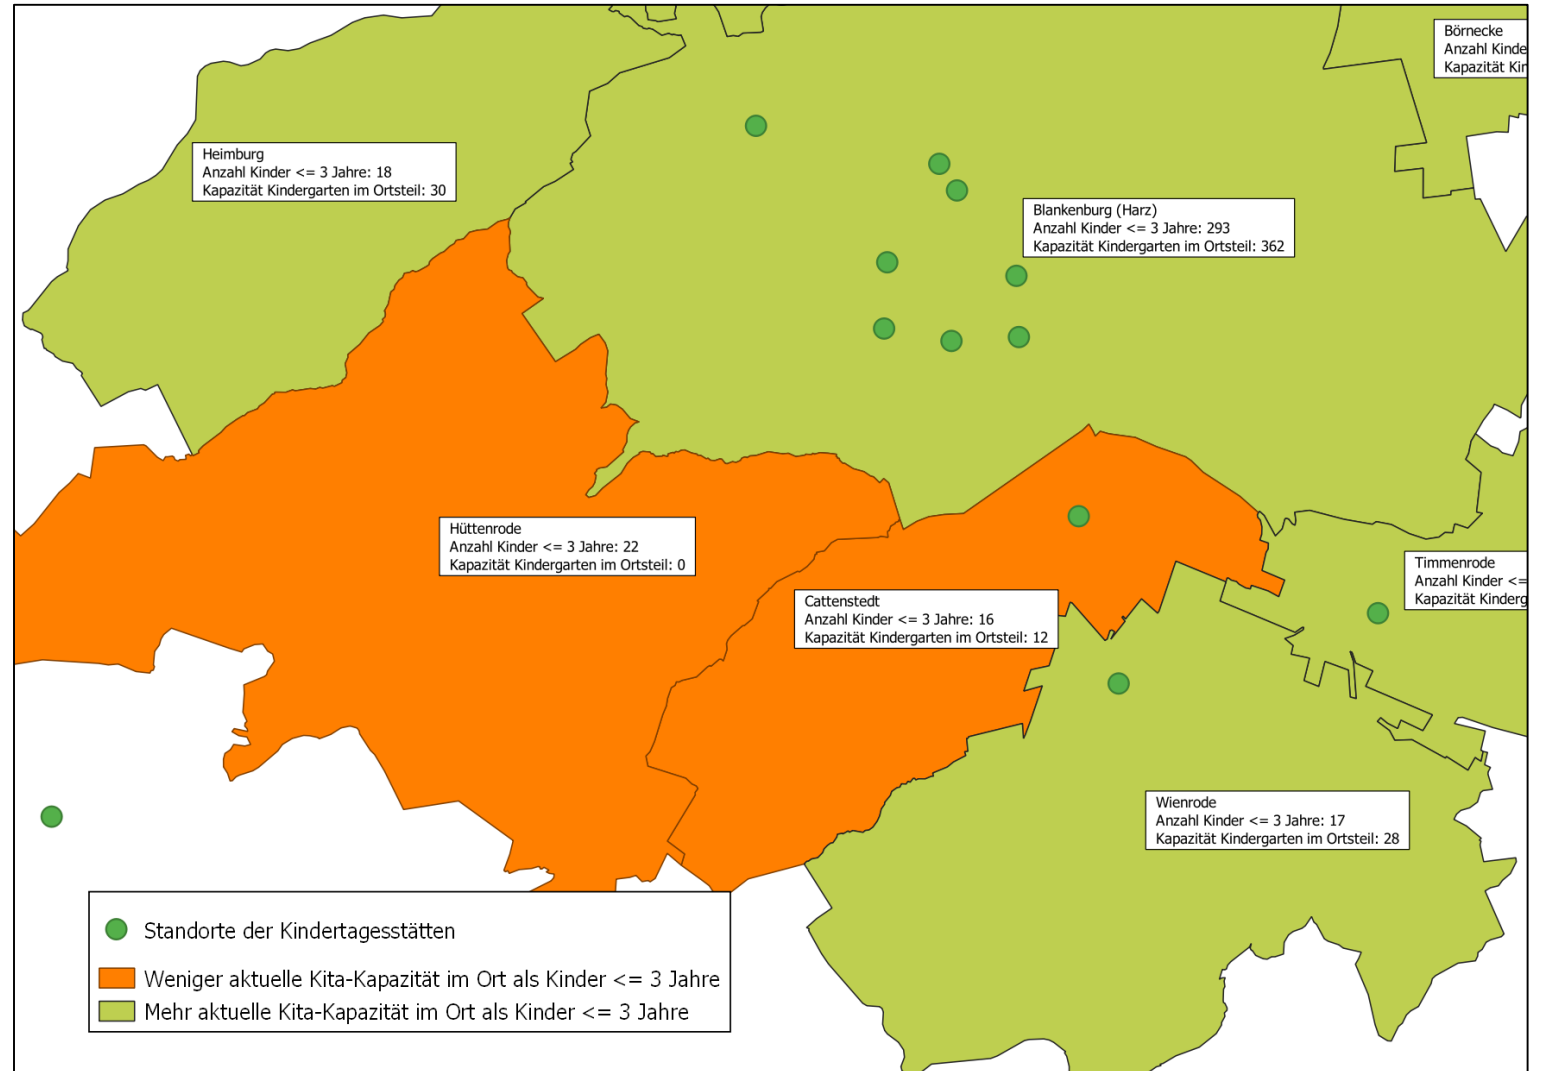 Börnecke
Anzahl Kinde
Kapazität Kin
Heimburg
Anzahl Kinder <= 3 Jahre: 18
Kapazität Kindergarten im Ortsteil: 30
Blankenburg (Harz)
Anzahl Kinder <= 3 Jahre: 293
Kapazität Kindergarten im Ortsteil: 362
Hüttenrode
Anzahl Kinder <= 3 Jahre: 22
Kapazität Kindergarten im Ortsteil: 0
Timmenrode
Anzahl Kinder <=
Kapazität Kinderg
Cattenstedt
Anzahl Kinder <= 3 Jahre: 16
Kapazität Kindergarten im Ortsteil: 12
Wienrode
Anzahl Kinder <= 3 Jahre: 17
Kapazität Kindergarten im Ortsteil: 28
Standorte der Kindertagesstätten
Weniger aktuelle Kita-Kapazität im Ort als Kinder <= 3 Jahre
Mehr aktuelle Kita-Kapazität im Ort als Kinder <= 3 Jahre